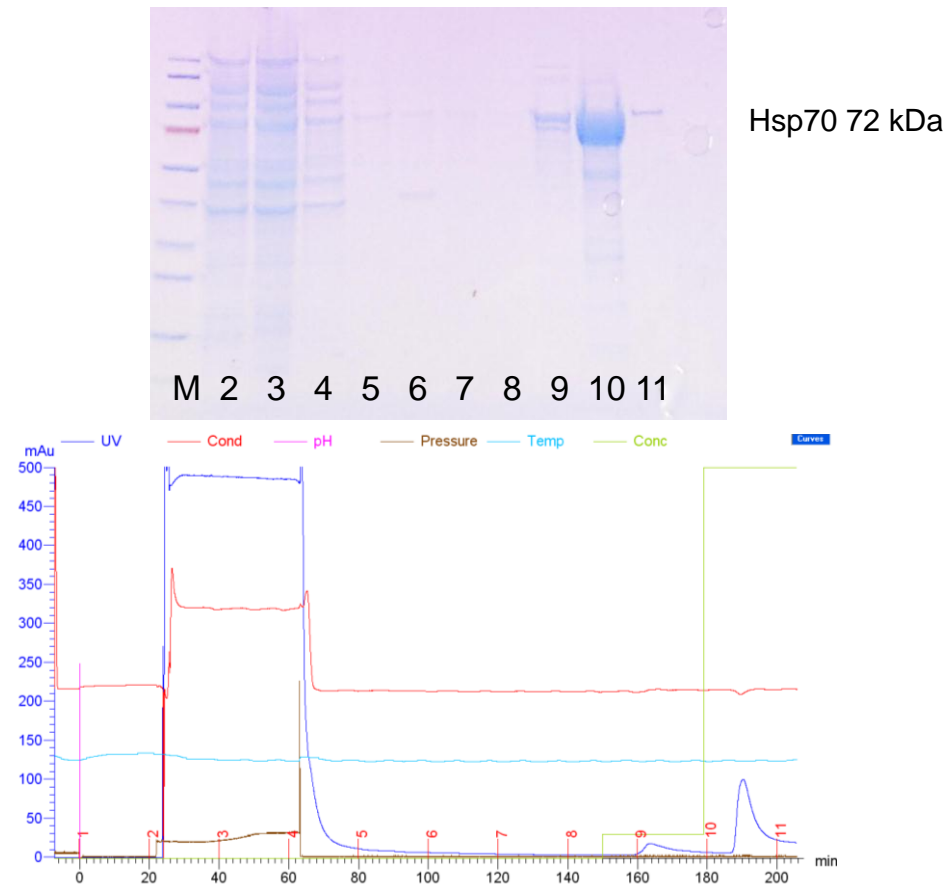 Hsp70 72 kDa
M 2 3 4 5 6 7 8 9 10 11
UV Cond pH Pressure Temp Conc Curves
mAu
500
450
400
350
300
250
200
150
100
50
0
1 2 3 4 5 6 7 8 9 10 11
0 20 40 60 80 100 120 140 160 180 200 min